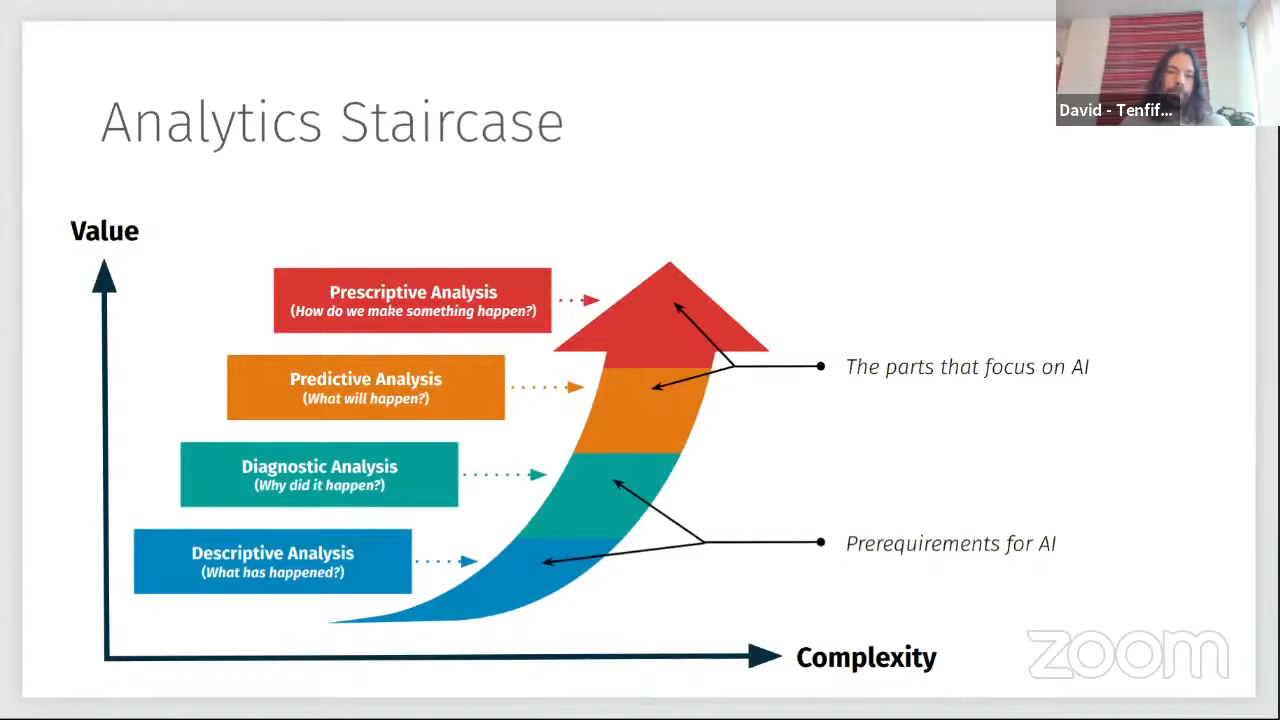 David - Tenfif...
Analytics Staircase
Value
Prescriptive Analysis
(How do we make something happen?)
The parts that focus on AI
Predictive Analysis
(What will happen?)
Diagnostic Analysis
(Why did it happen?)
Prerequirements for AI
Descriptive Analysis
(What has happened?)
Complexity
zoom